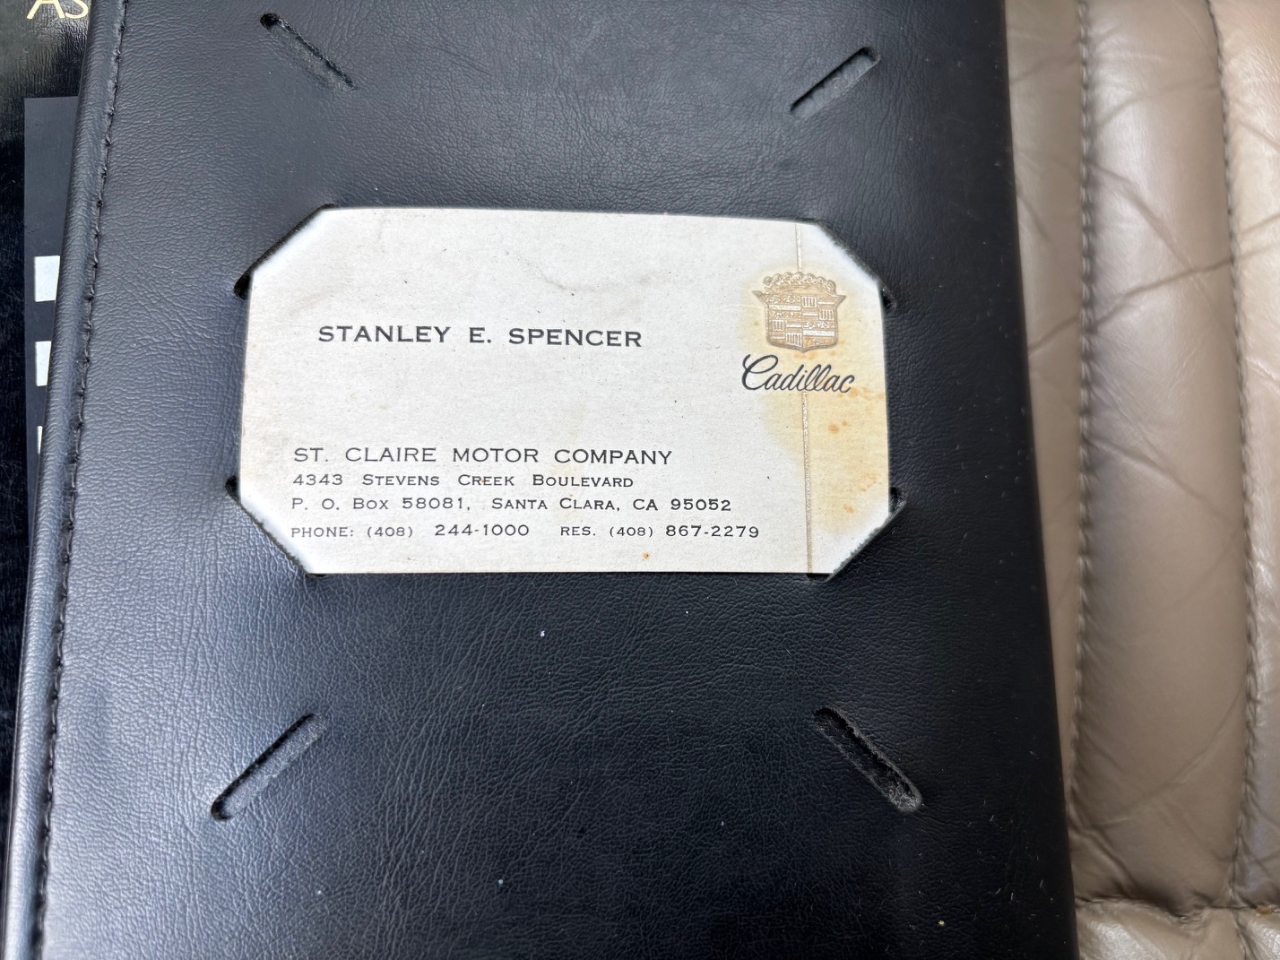 AS
STANLEY E. SPENCER
Cadillac
ST. CLAIRE MOTOR COMPANY
4343 STEVENS CREEK BOULEVARD
P. O. BOX 58081, SANTA CLARA, CA 95052
PHONE: (408) 244-1000 RES. (408) 867-2279